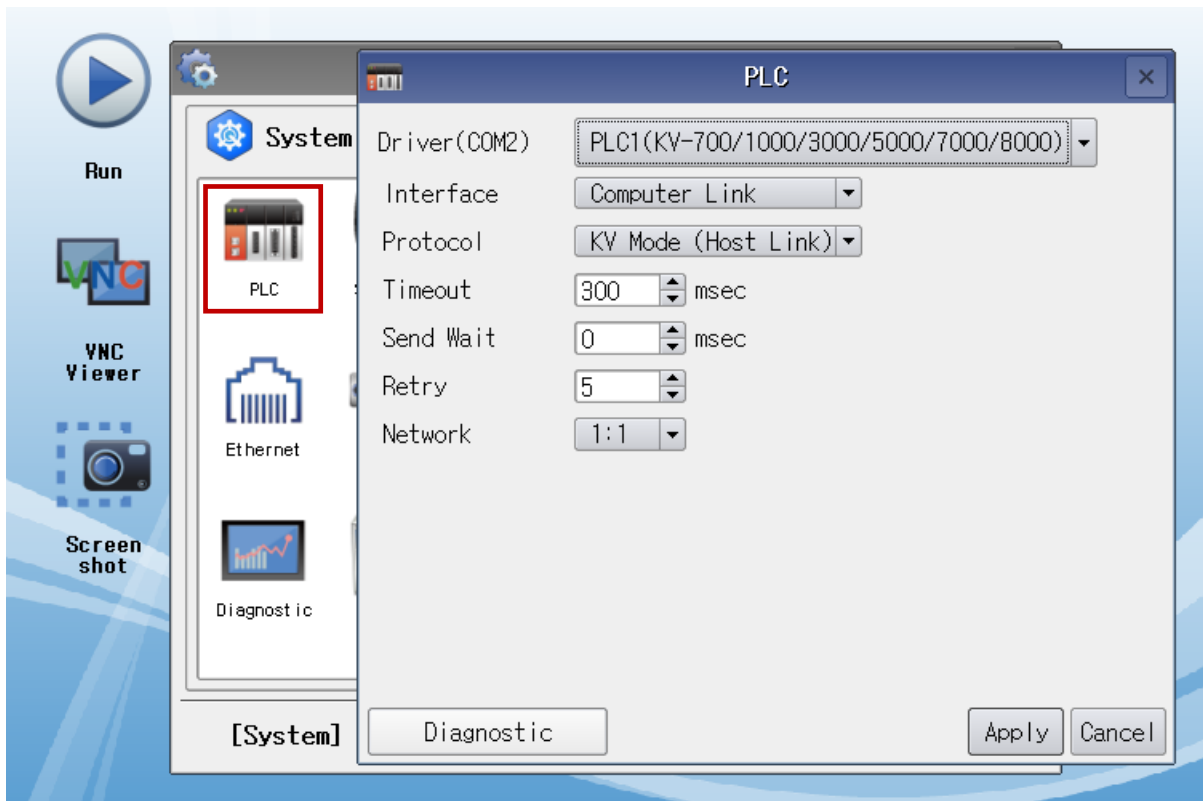 Run
VNC
Viewer
Screen
shot
System
PLC
Ethernet
Diagnostic
[System]
PLC
Driver(COM2) PLC1(KV-700/1000/3000/5000/7000/8000)
Interface Computer Link
Protocol KV Mode (Host Link)
Timeout 300 msec
Send Wait 0 msec
Retry 5
Network 1:1
Diagnostic Apply Cancel
VNC